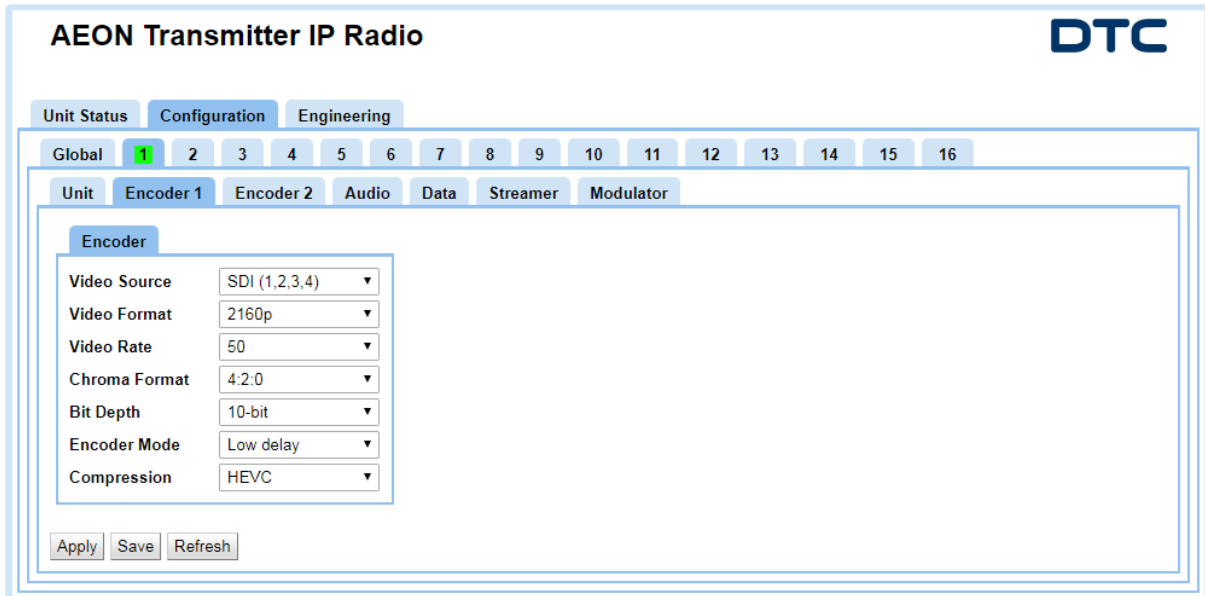 AEON Transmitter IP Radio DTC
Unit Status Configuration Engineering
Global 1 2 3 4 5 6 7 8 9 10 11 12 13 14 15 16
Unit Encoder 1 Encoder 2 Audio Data Streamer Modulator
Encoder
Video Source SDI (1,2,3,4)
Video Format 2160p
Video Rate 50
Chroma Format 4:2:0
Bit Depth 10-bit
Encoder Mode Low delay
Compression HEVC
Apply Save Refresh